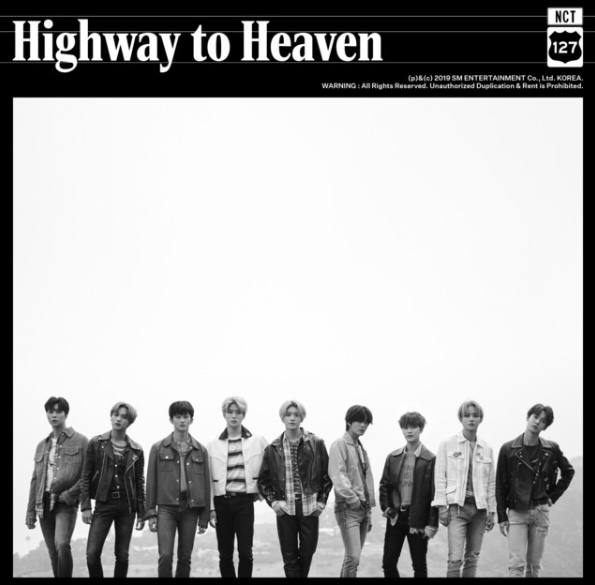 Highway to Heaven
NCT
127
(p)&(c) 2019 SM ENTERTAINMENT Co., Ltd. KOREA.
WARNING : All Rights Reserved. Unauthorized Duplication & Rent is Prohibited.